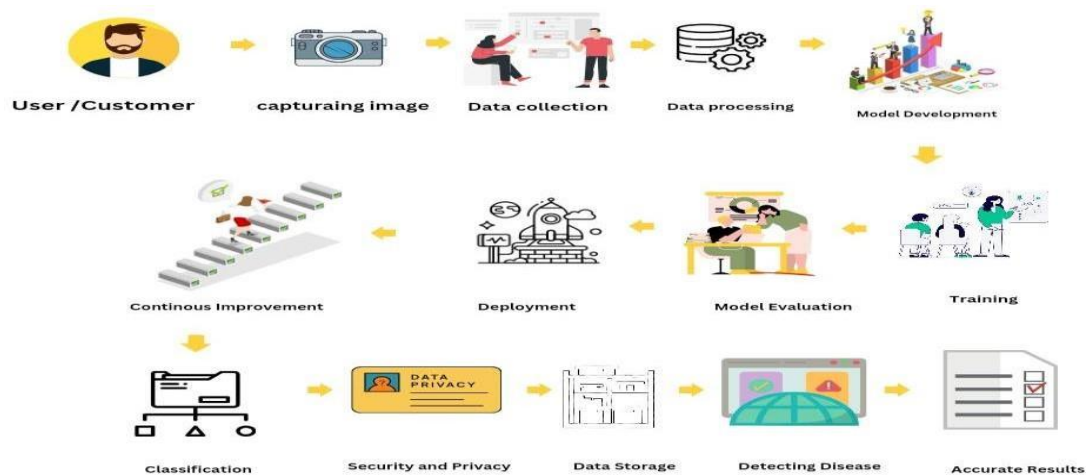 User /Customer
capturaing image
Data collection
Data processing
Model Development
Continous Improvement
Deployment
Model Evaluation
Training
DATA
PRIVACY
Classification
Security and Privacy
Data Storage
Detecting Disease
Accurate Results